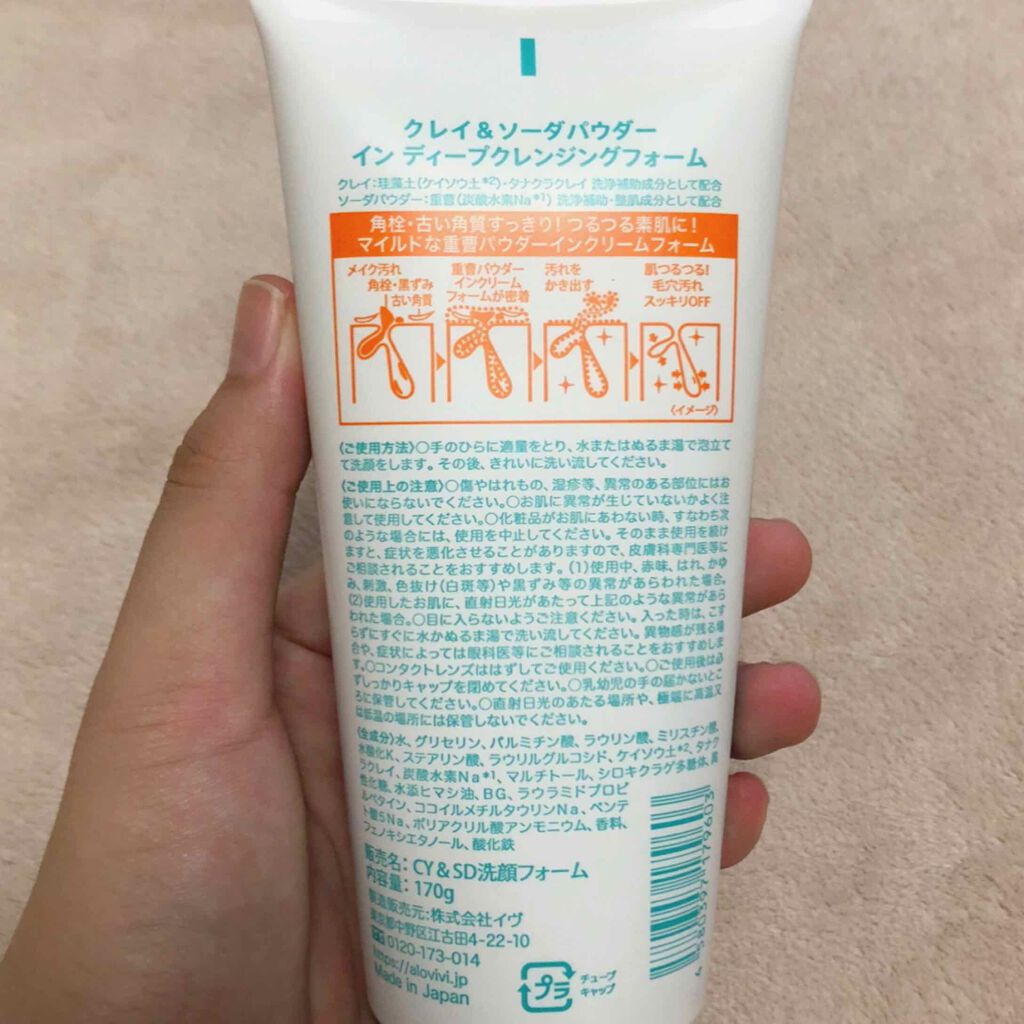 クレイ&ソーダパウダー
イン ディープクレンジングフォーム
クレイ:珪藻土(ケイソウ土*2)・タナクラクレイ 洗浄補助成分として配合
ソーダパウダー:重曹(炭酸水素Na*1) 洗浄補助・整肌成分として配合
角栓・古い角質すっきり!つるつる素肌に!
マイルドな重曹パウダーインクリームフォーム
メイク汚れ
角栓・黒ずみ
古い角質
重曹パウダー
インクリーム
フォームが密着
汚れを
かき出す
肌つるつる!
毛穴汚れ
スッキリOFF
〈イメージ〉
〈ご使用方法〉○手のひらに適量をとり、水またはぬるま湯で泡立て
て洗顔をします。その後、きれいに洗い流してください。
〈ご使用上の注意〉○傷やはれもの、湿疹等、異常のある部位にはお
使いにならないでください。○お肌に異常が生じていないかよく注
意して使用してください。○化粧品がお肌にあわない時、すなわち次
のような場合には、使用を中止してください。そのまま使用を続け
ますと、症状を悪化させることがありますので、皮膚科専門医等に
ご相談されることをおすすめします。(1)使用中、赤味、はれ、かゆ
み、刺激、色抜け(白斑等)や黒ずみ等の異常があらわれた場合。
(2)使用したお肌に、直射日光があたって上記のような異常があら
われた場合。○目に入らないようご注意ください。入った時は、こす
らずにすぐに水かぬるま湯で洗い流してください。異物感が残る場
合や、症状によっては眼科医等にご相談されることをおすすめしま
す。○コンタクトレンズははずしてご使用ください。○ご使用後は必
ずしっかりキャップを閉めてください。○乳幼児の手の届かないとこ
ろに保管してください。○直射日光のあたる場所や、極端に高温又
は低温の場所には保管しないでください。
〈全成分〉水、グリセリン、パルミチン酸、ラウリン酸、ミリスチン酸、
水酸化K、ステアリン酸、ラウリルグルコシド、ケイソウ土*2、タナク
ラクレイ、炭酸水素Na*1、マルチトール、シロキクラゲ多糖体、異
性化糖、水添ヒマシ油、BG、ラウラミドプロピ
ルベタイン、ココイルメチルタウリンNa、ペンテ
ト酸5Na、ポリアクリル酸アンモニウム、香料、
フェノキシエタノール、酸化鉄
販売名:CY&SD洗顔フォーム
内容量:170g
製造販売元:株式会社イヴ
東京都中野区江古田4-22-10
0120-173-014
https://alovivi.jp
Made in Japan
プラ
チューブ
キャップ
4 580397 179603